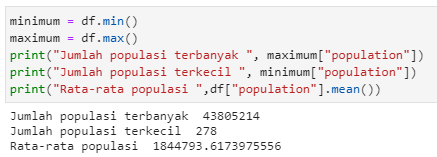 minimum = df.min()
maximum = df.max()
print("Jumlah populasi terbanyak ", maximum["population"])
print("Jumlah populasi terkecil ", minimum["population"])
print("Rata-rata populasi ",df["population"].mean())
Jumlah populasi terbanyak  43805214
Jumlah populasi terkecil  278
Rata-rata populasi  1844793.6173975556